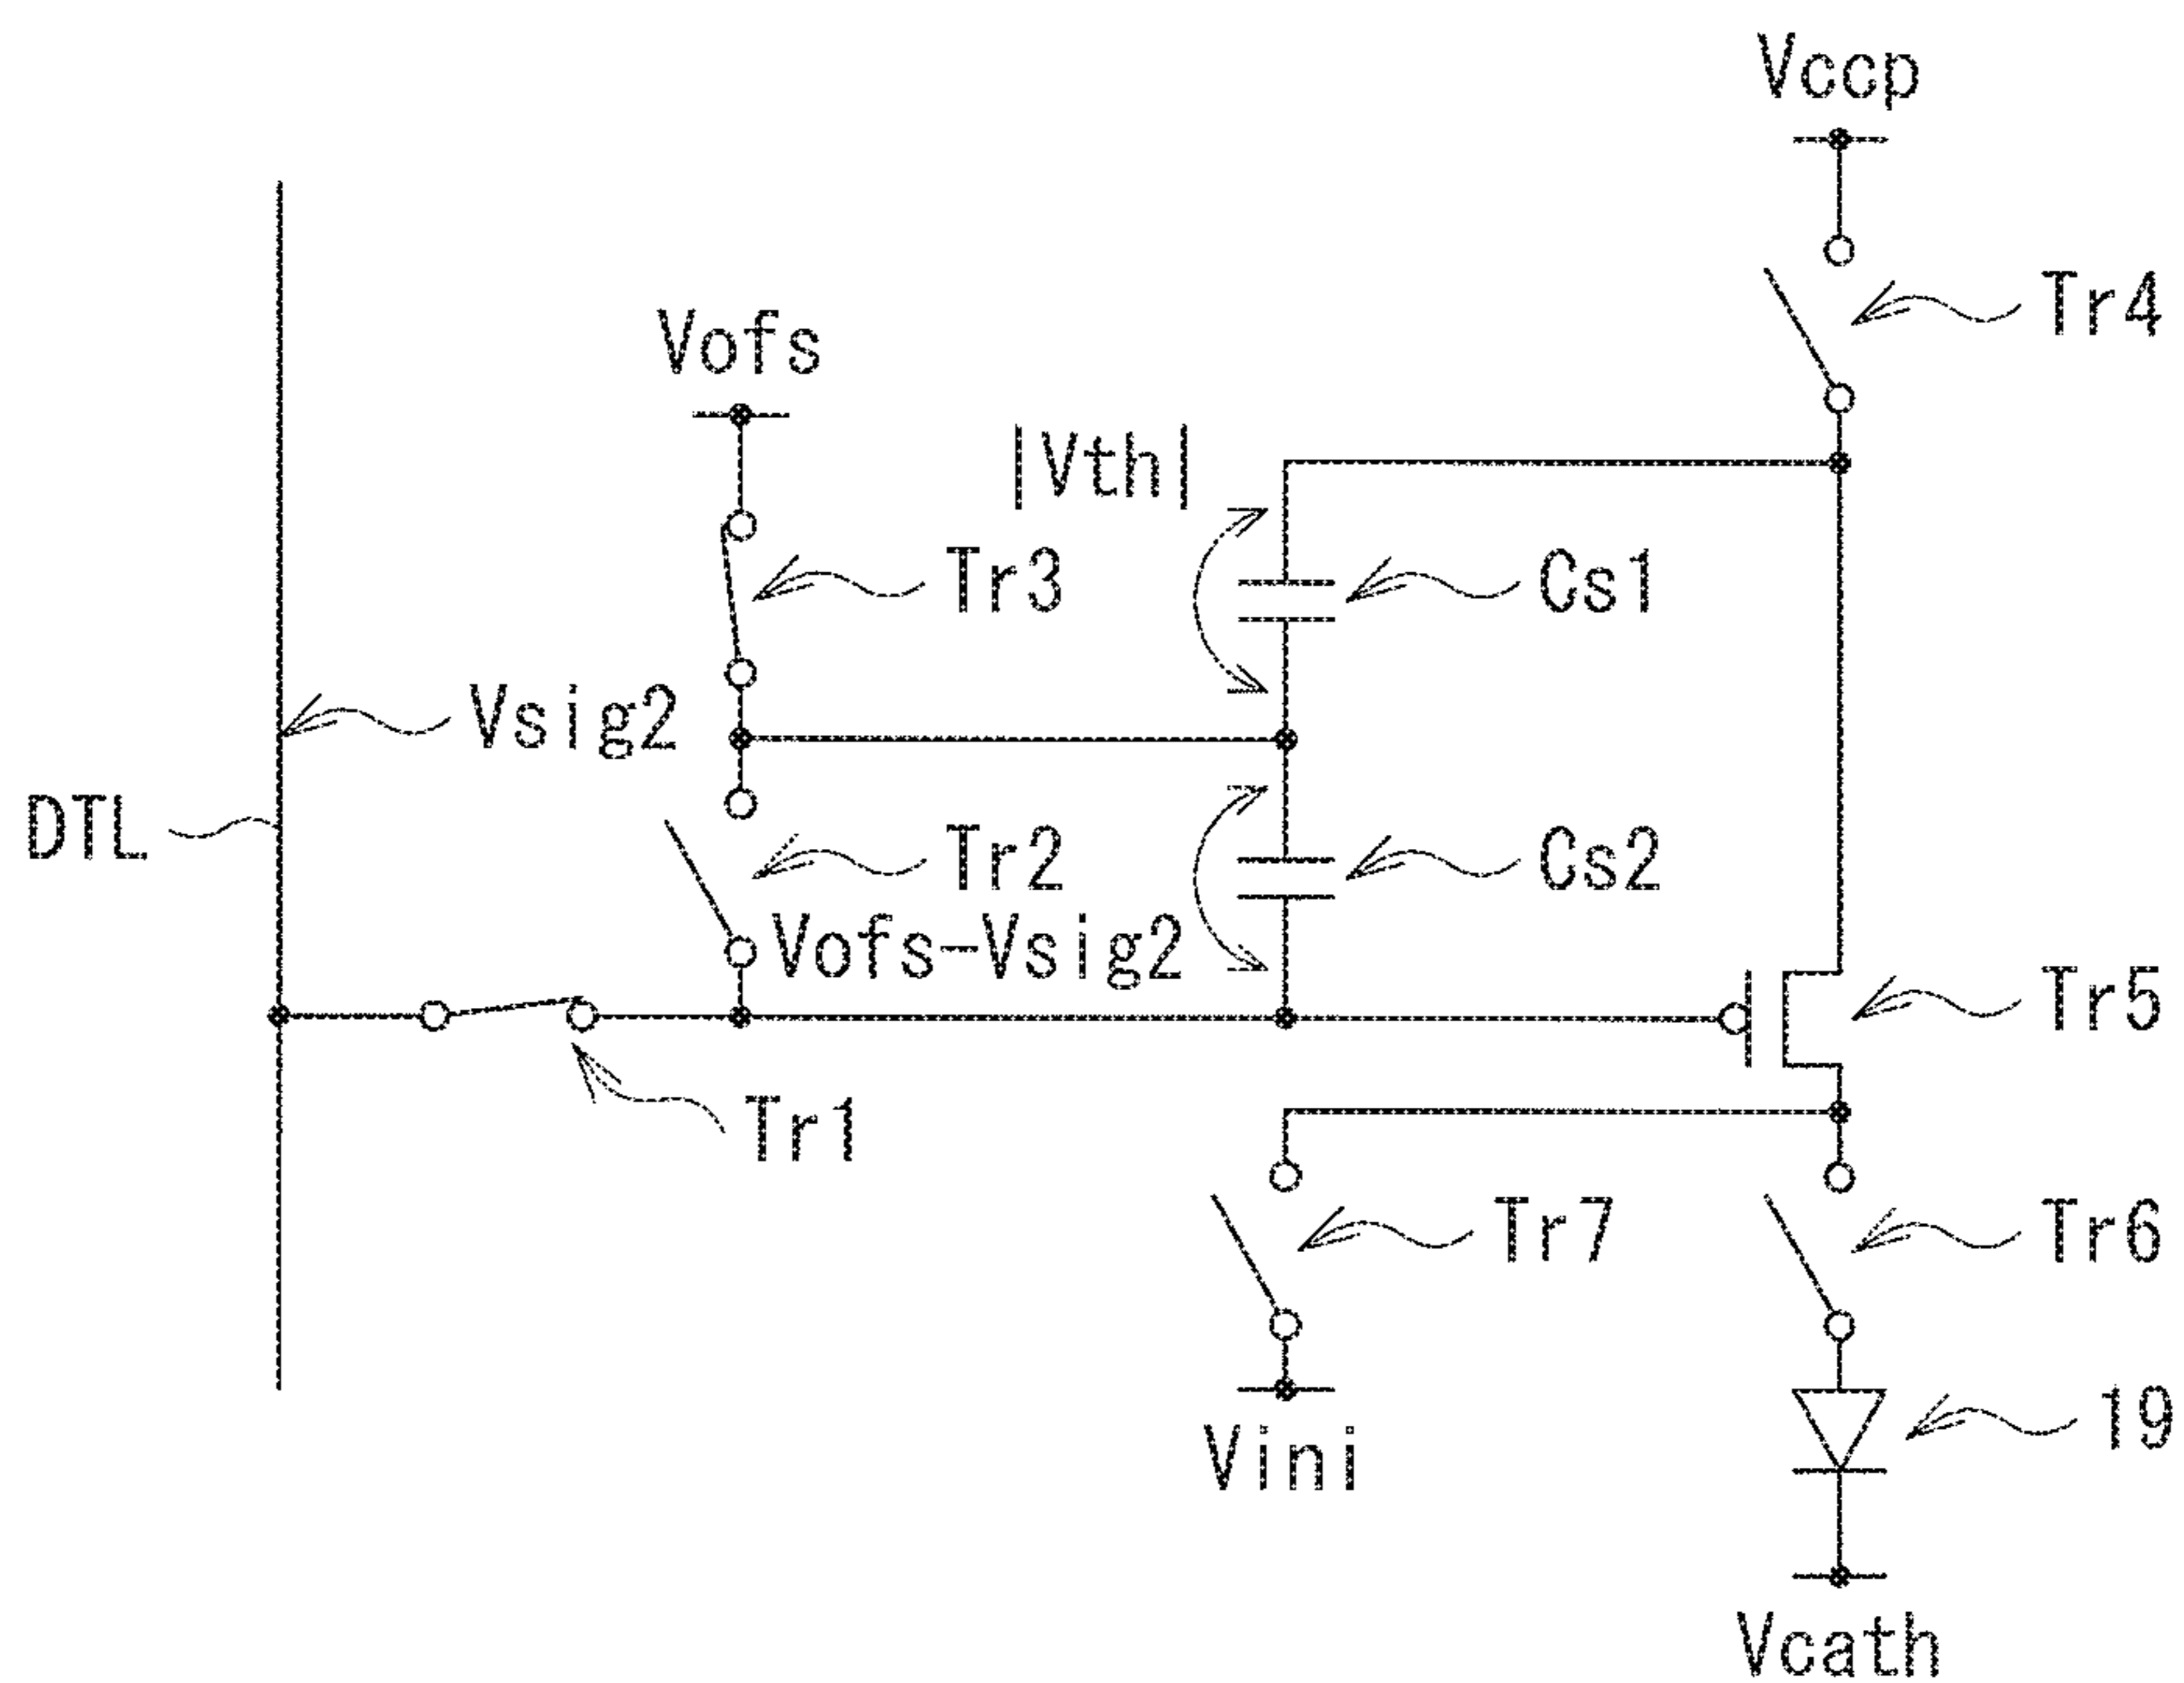 Vccp
Tr4
Vofs
|Vth|
Tr3
Cs1
Vsig2
DTL
Tr2
Cs2
Vofs-Vsig2
Tr5
Tr1
Tr7
Tr6
19
Vini
Vcath